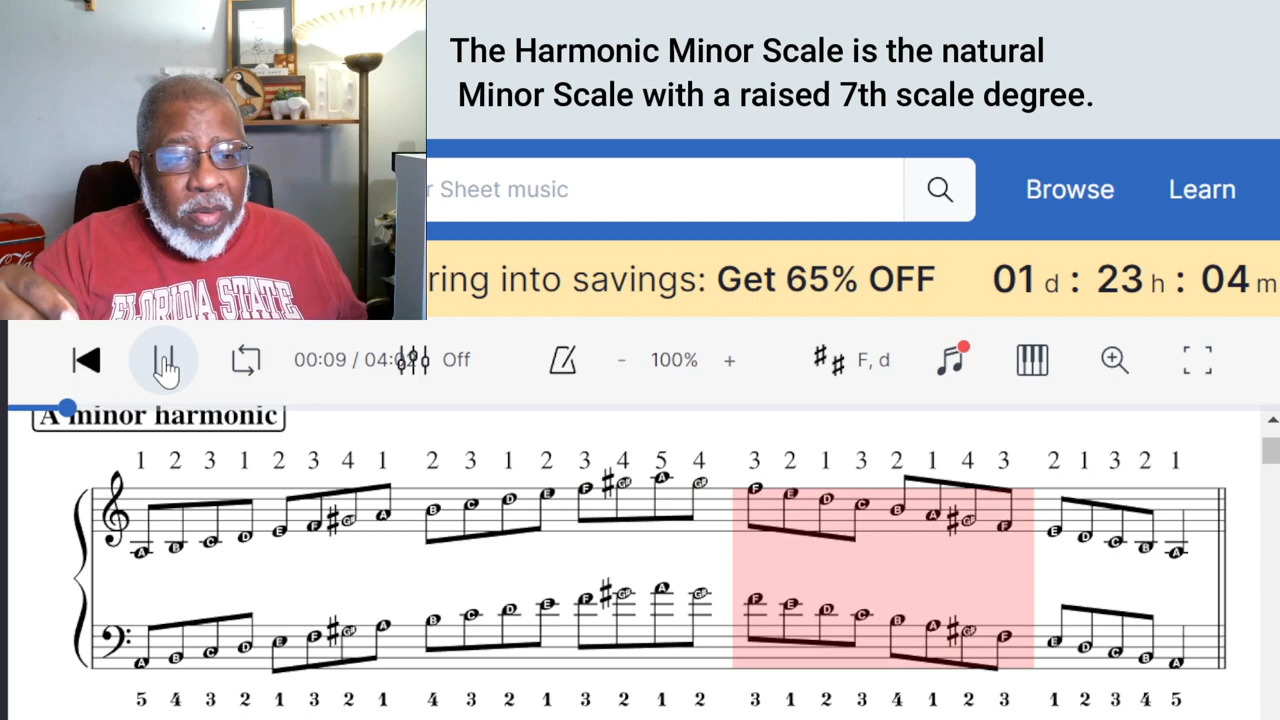 The Harmonic Minor Scale is the natural
Minor Scale with a raised 7th scale degree.
r Sheet music
Browse
Learn
ring into savings: Get 65% OFF
01 d : 23 h : 04 m
FLORIDA STATE
00:09 / 04:0
Off
- 100% +
F, d
A minor harmonic
1 2 3 1 2 3 4 1 2 3 1 2 3 4 5 4 3 2 1 3 2 1 4 3 2 1 3 2 1
A B C D E F G# A B C D E F G# A G# F E D C B A G# F E D C B A
A B C D E F G# A B C D E F G# A G# F E D C B A G# F E D C B A
5 4 3 2 1 3 2 1 4 3 2 1 3 2 1 2 3 1 2 3 4 1 2 3 1 2 3 4 5